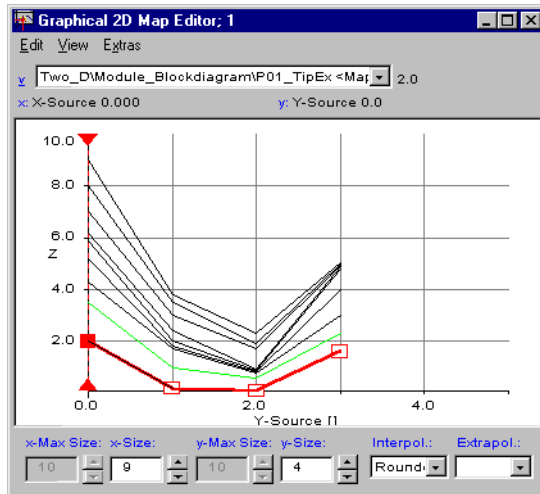 Graphical 2D Map Editor; 1
Edit View Extras
v Two_D\Module_Blockdiagram\P01_TipEx <Map 2.0
x: X-Source 0.000 y: Y-Source 0.0
10.0
8.0
6.0
Z
4.0
2.0
0.0 2.0 4.0
Y-Source []
x-Max Size: x-Size: y-Max Size: y-Size: Interpol.: Extrapol.:
10 9 10 4 Round